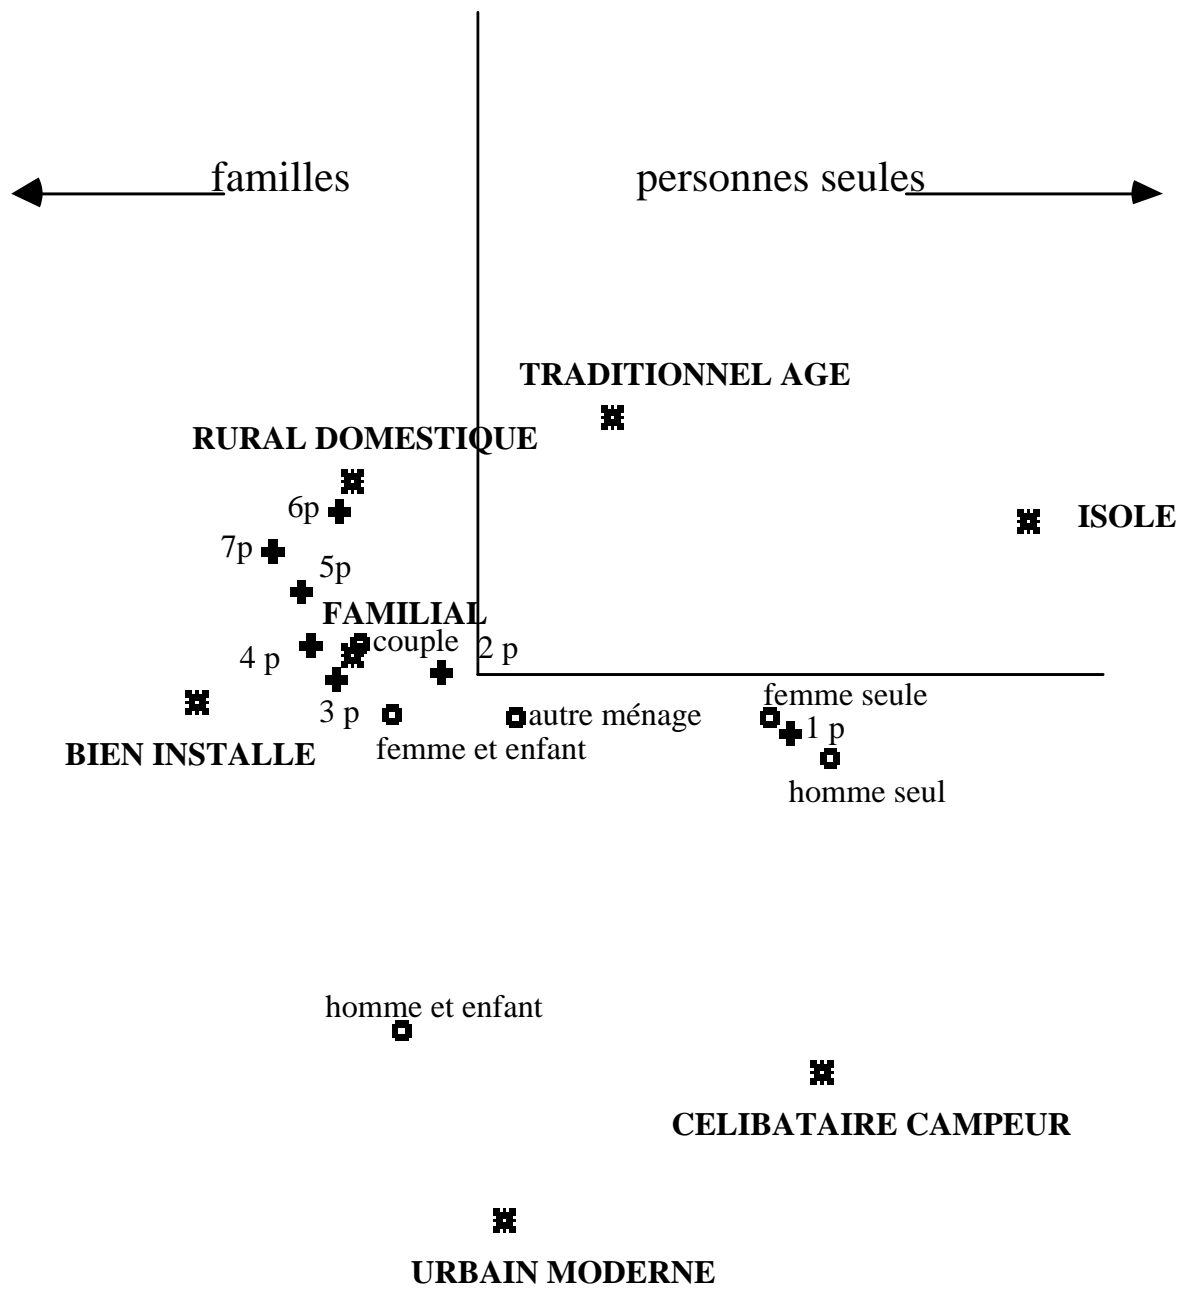 familles
personnes seules
TRADITIONNEL AGE
RURAL DOMESTIQUE
6p
ISOLE
7p
5p
FAMILIAL
couple
2 p
4 p
femme seule
3 p
autre ménage
1 p
BIEN INSTALLE
femme et enfant
homme seul
homme et enfant
CELIBATAIRE CAMPEUR
URBAIN MODERNE